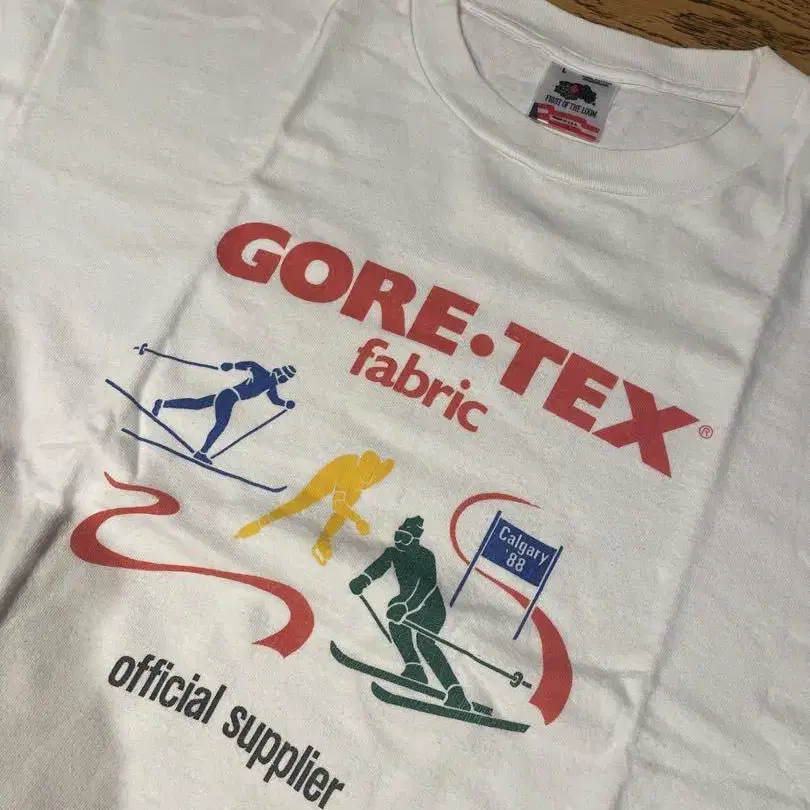 L
FRUIT OF THE LOOM
GORE•TEX®
fabric
Calgary
'88
official supplier